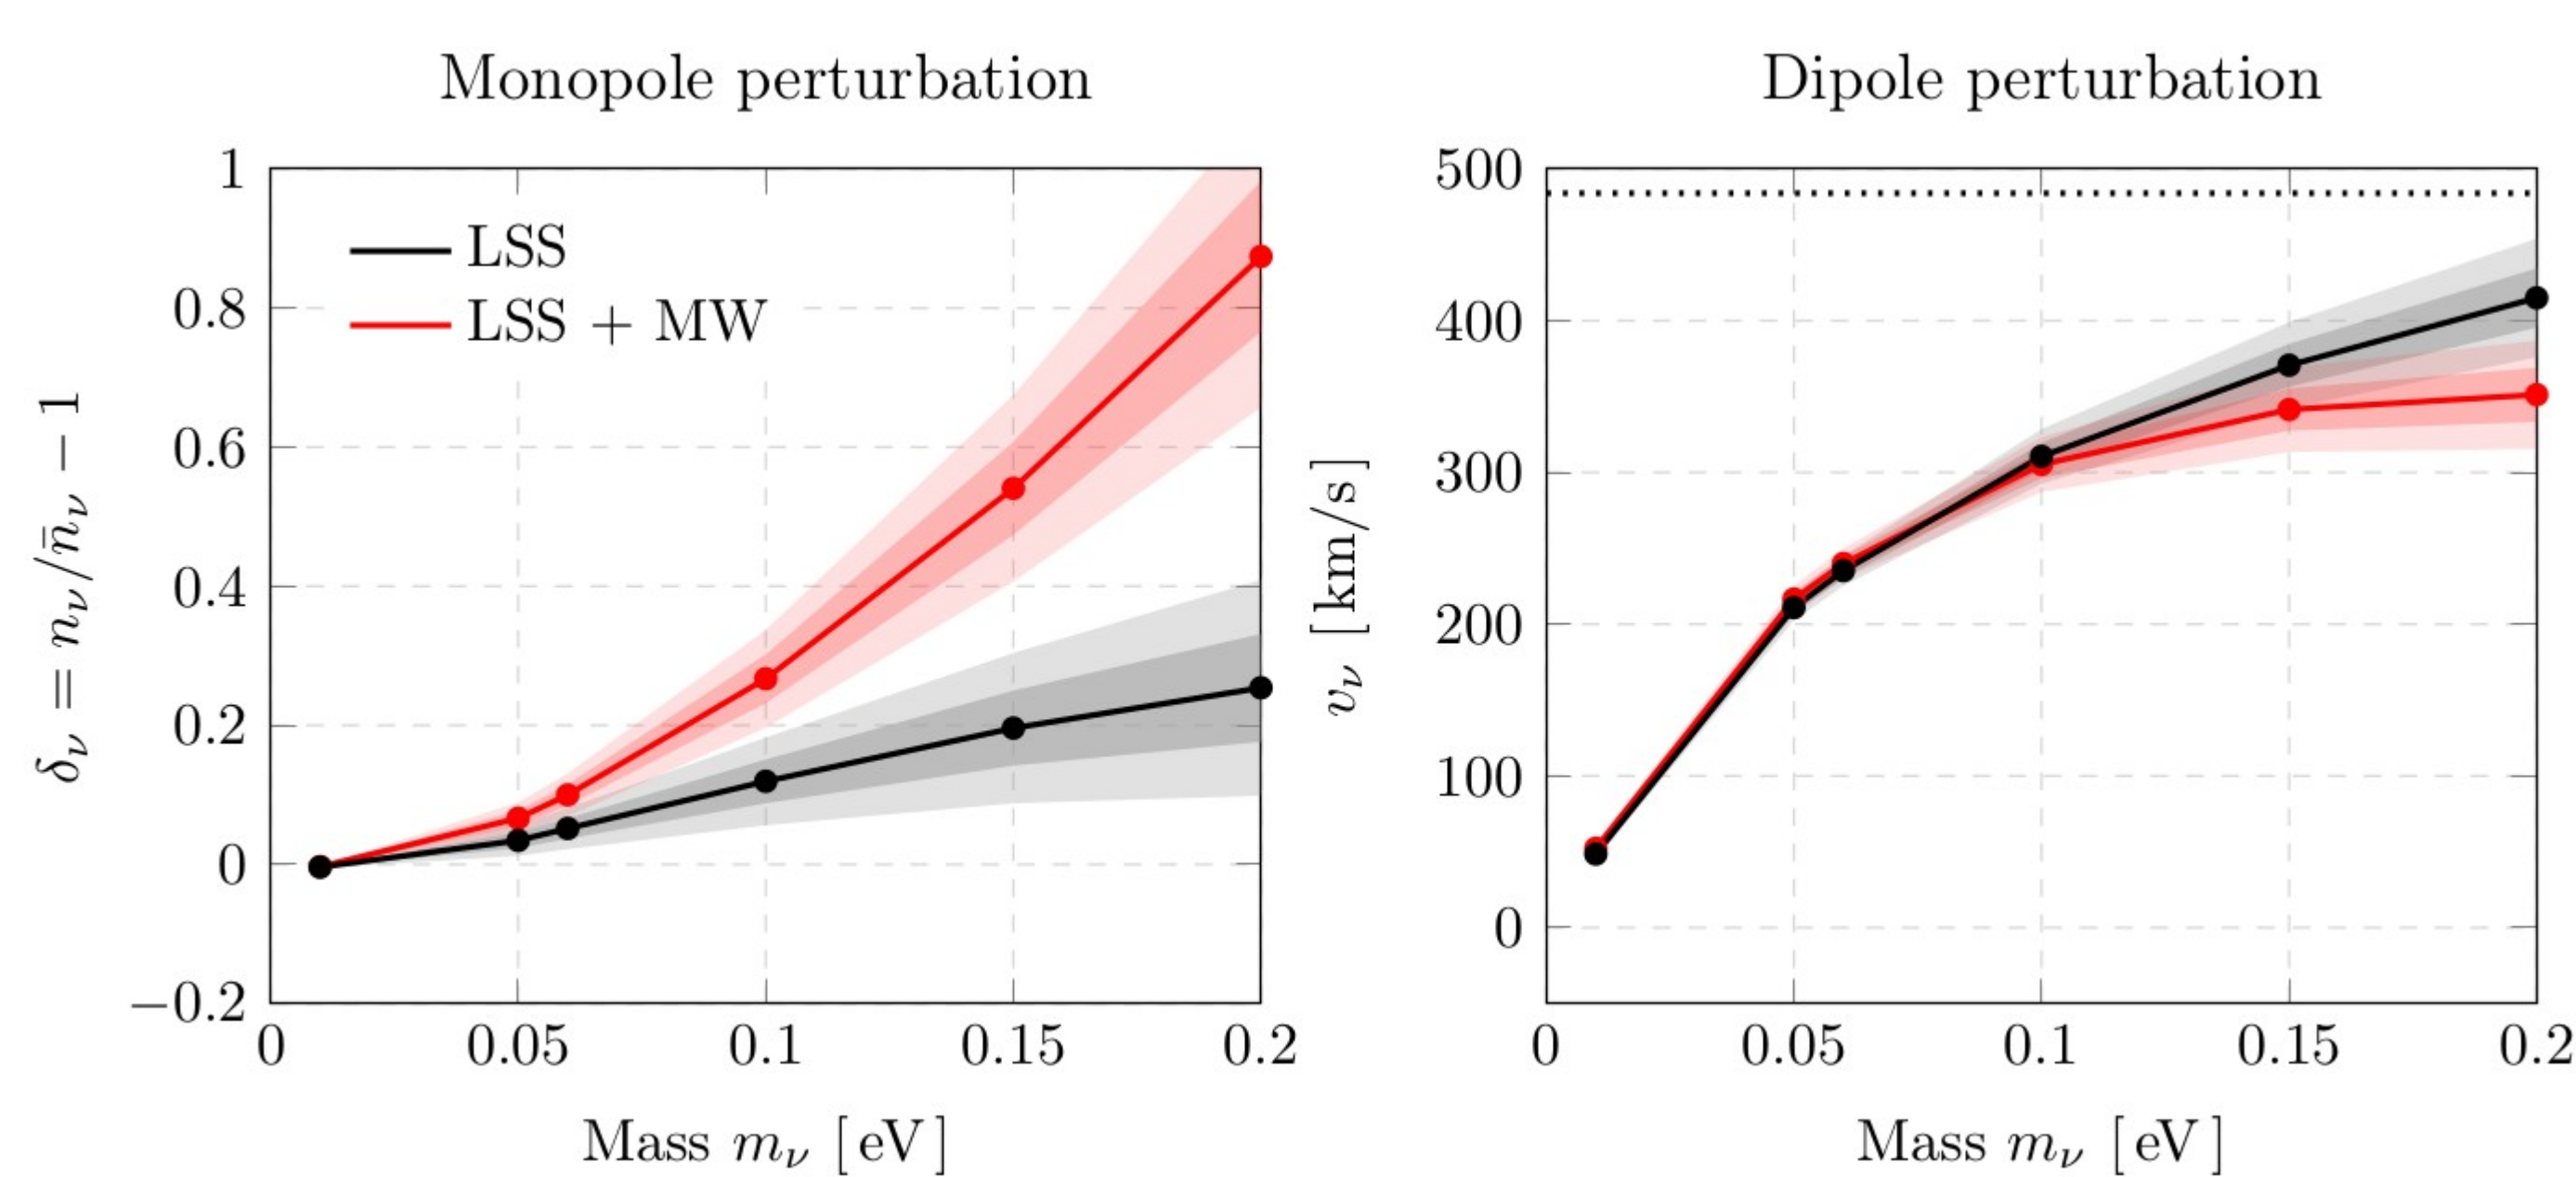 Monopole perturbation
δν = nν/n̄ν − 1
1
0.8
0.6
0.4
0.2
0
−0.2
LSS
LSS + MW
0 0.05 0.1 0.15 0.2
Mass mν [eV]
Dipole perturbation
vν [km/s]
500
400
300
200
100
0
0 0.05 0.1 0.15 0.2
Mass mν [eV]